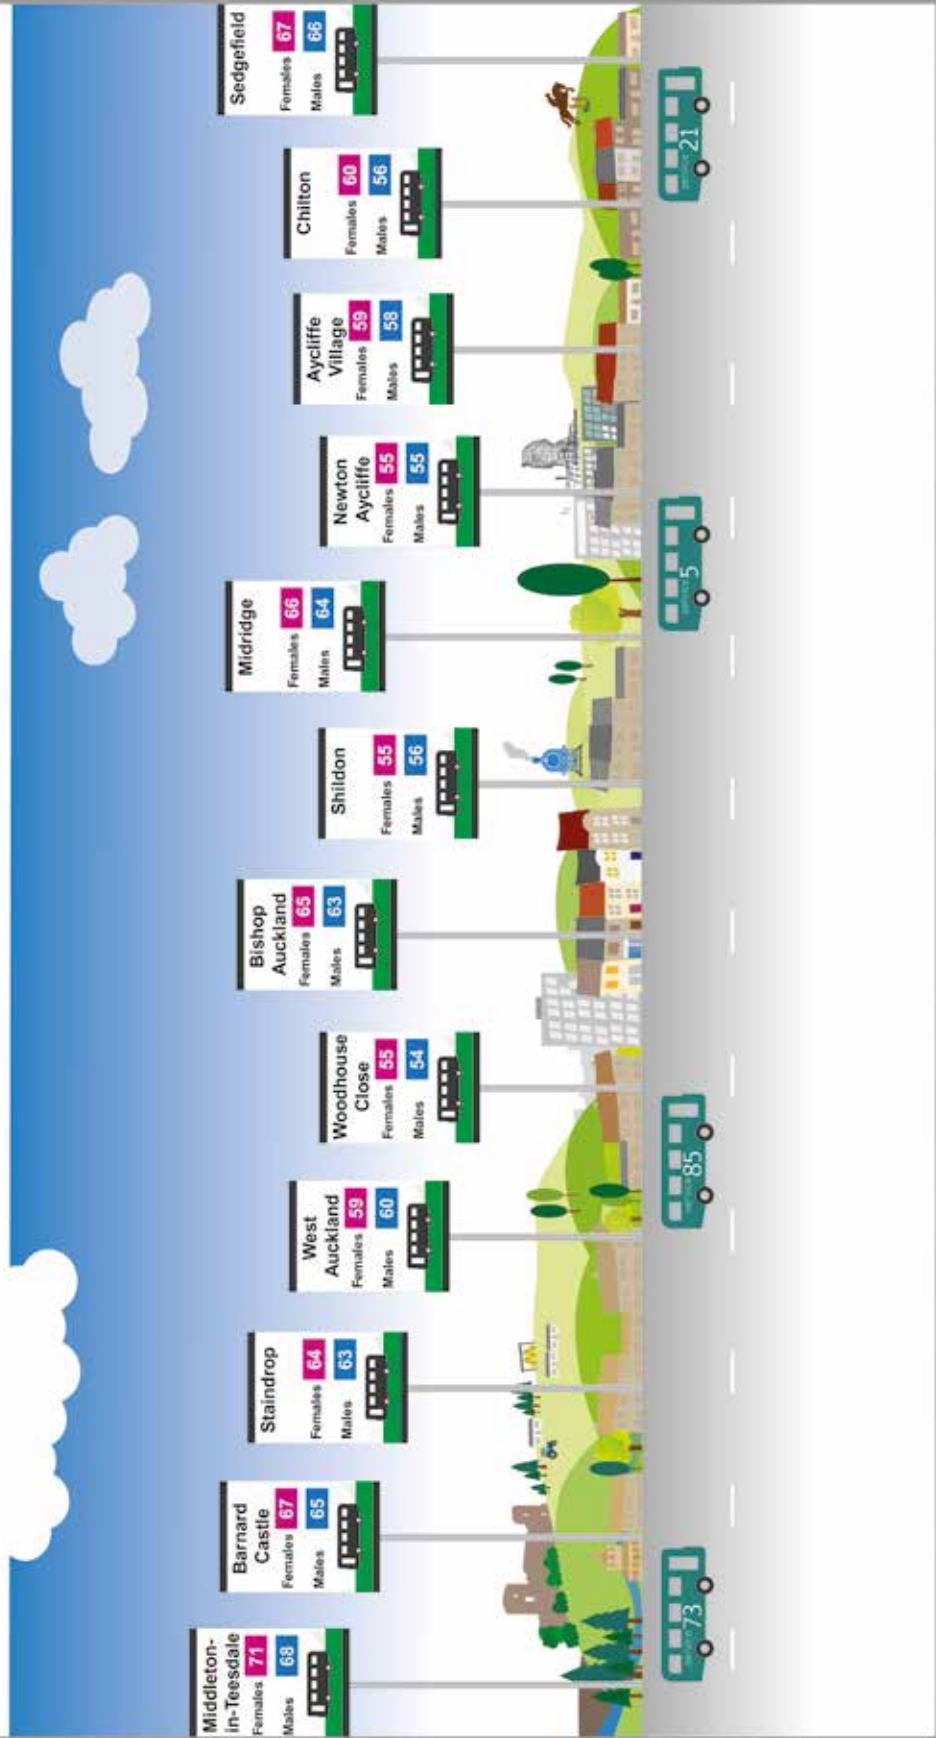 Middleton-
in-Teesdale
Females 71
Males 68
Barnard
Castle
Females 67
Males 65
Staindrop
Females 64
Males 63
West
Auckland
Females 59
Males 60
Woodhouse
Close
Females 55
Males 54
Bishop
Auckland
Females 65
Males 63
Shildon
Females 55
Males 56
Midridge
Females 66
Males 64
Newton
Aycliffe
Females 55
Males 55
Aycliffe
Village
Females 59
Males 58
Chilton
Females 60
Males 56
Sedgefield
Females 67
Males 66
73
85
5
21